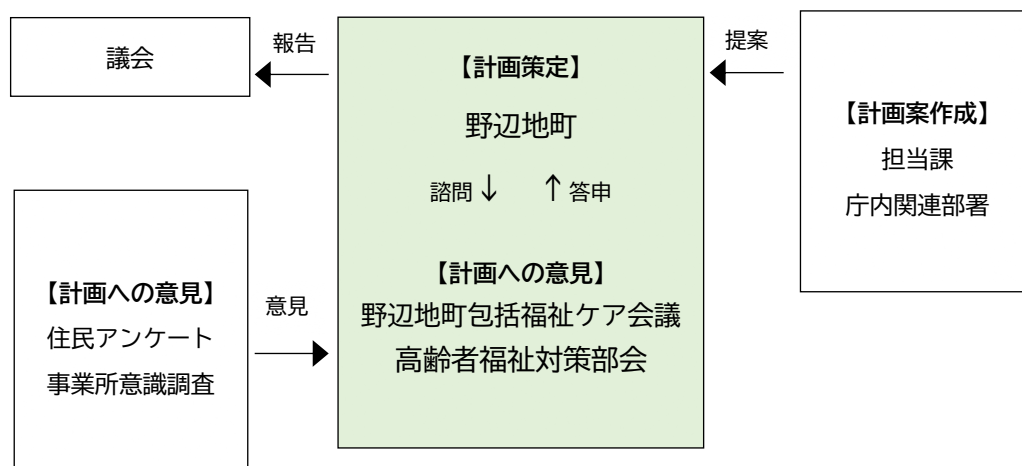 議会
報告
【計画策定】
野辺地町
諮問↓ ↑答申
【計画への意見】
野辺地町包括福祉ケア会議
高齢者福祉対策部会
提案
【計画案作成】
担当課
庁内関連部署
【計画への意見】
住民アンケート
事業所意識調査
意見